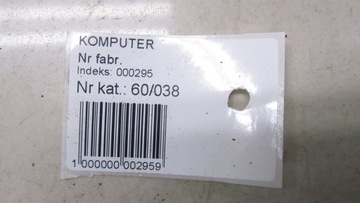 KOMPUTER
Nr fabr.
Indeks: 000295
Nr kat.: 60/038
1 000000 002959